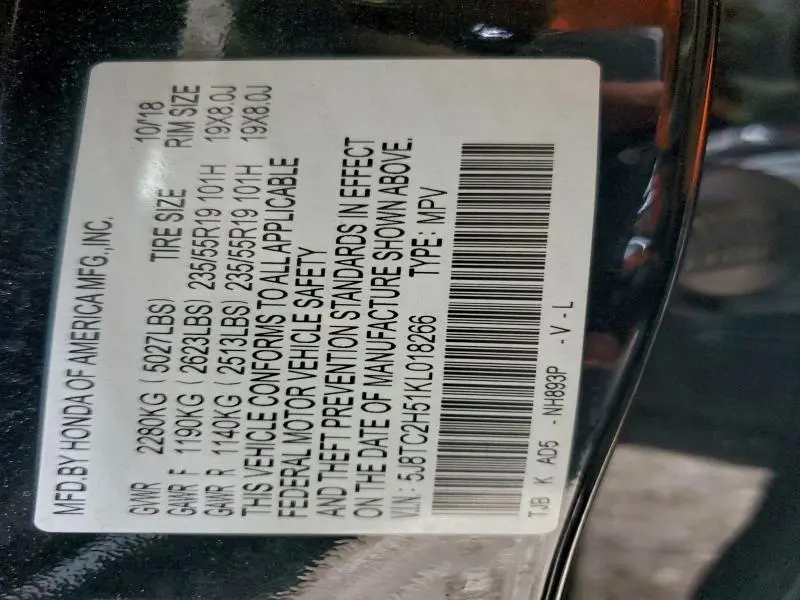 MFD.BY HONDA OF AMERICA MFG.,INC.
GVWR 2280KG (5027LBS) 10/18
GAWR F 1190KG (2623LBS) 235/55R19 101H 19X8.0J
GAWR R 1140KG (2513LBS) 235/55R19 101H 19X8.0J
TIRE SIZE RIM SIZE
THIS VEHICLE CONFORMS TO ALL APPLICABLE
FEDERAL MOTOR VEHICLE SAFETY
AND THEFT PREVENTION STANDARDS IN EFFECT
ON THE DATE OF MANUFACTURE SHOWN ABOVE.
VIN: 5J8TC2H51KL018266 TYPE: MPV
TJB K AD5 -NH893P -V-L